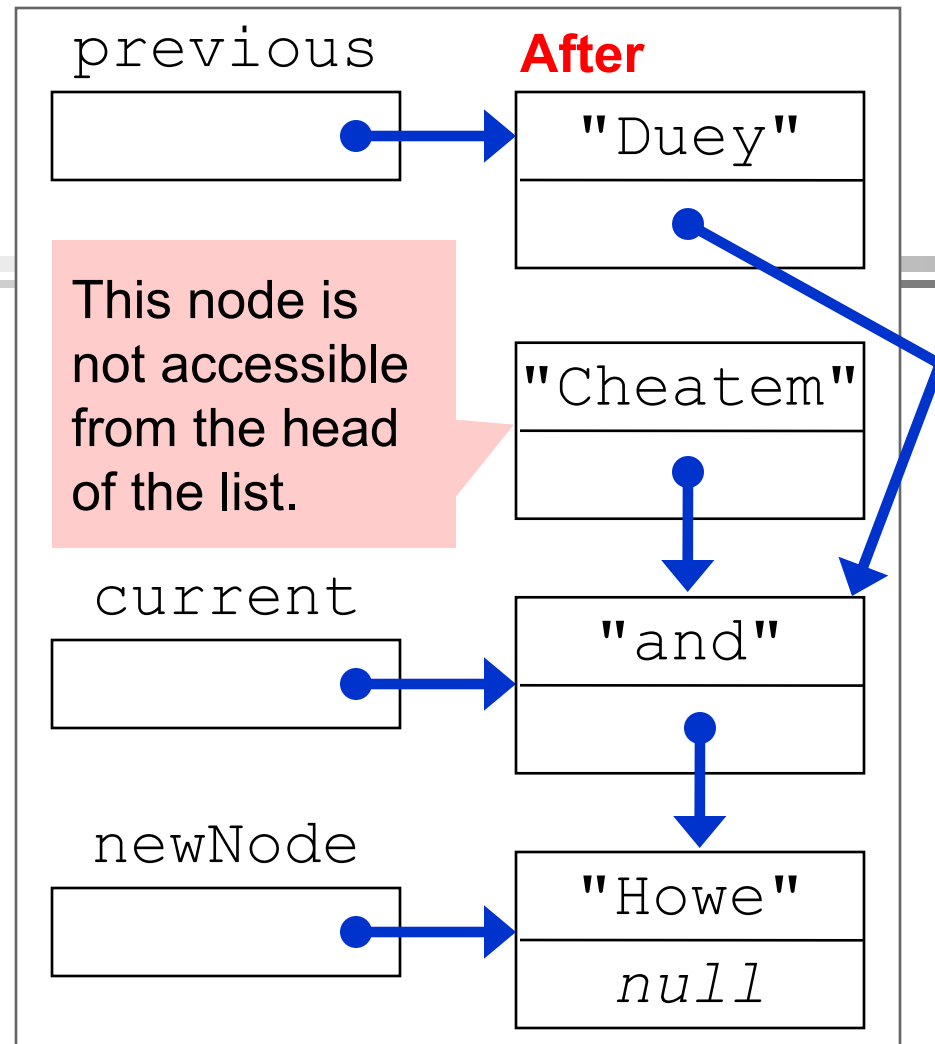 previous
After
"Duey"
This node is
not accessible
from the head
of the list.
"Cheatem"
current
"and"
newNode
"Howe"
null